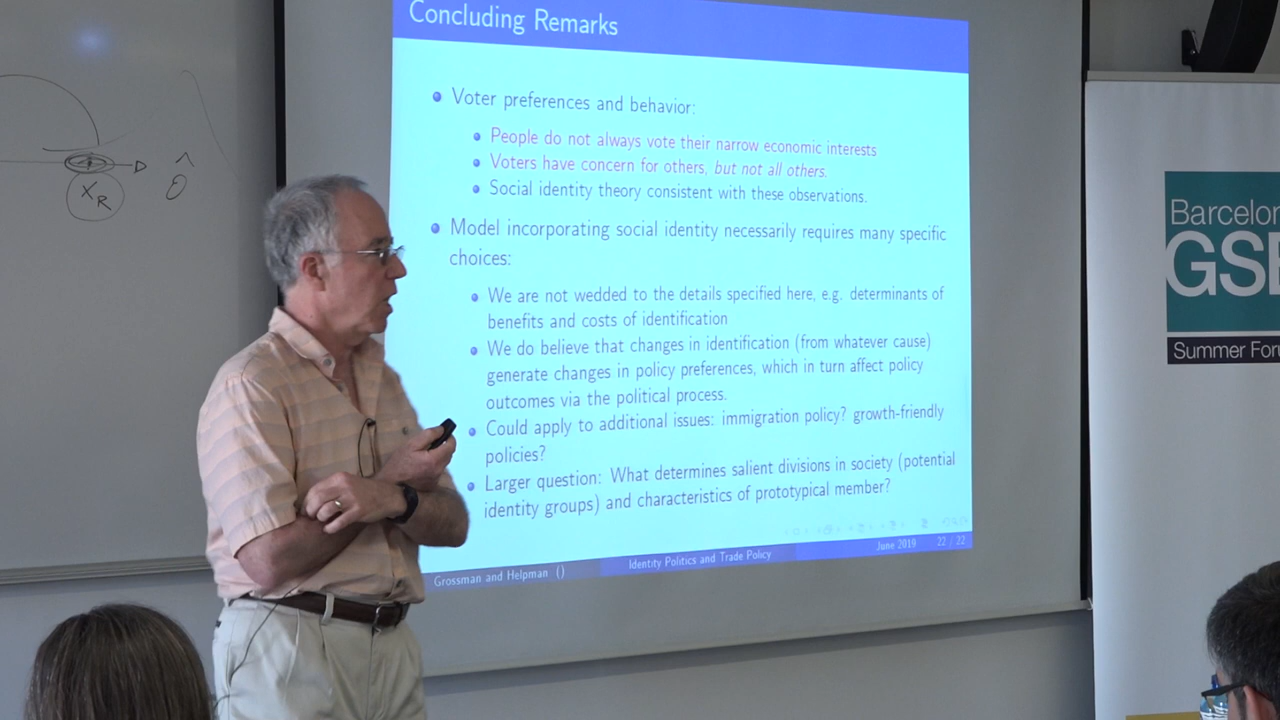 Concluding Remarks
Voter preferences and behavior:
People do not always vote their narrow economic interests
Voters have concern for others, but not all others.
Social identity theory consistent with these observations.
Model incorporating social identity necessarily requires many specific
choices:
We are not wedded to the details specified here, e.g. determinants of
benefits and costs of identification
We do believe that changes in identification (from whatever cause)
generate changes in policy preferences, which in turn affect policy
outcomes via the political process.
Could apply to additional issues: immigration policy? growth-friendly
policies?
Larger question: What determines salient divisions in society (potential
identity groups) and characteristics of prototypical member?
Grossman and Helpman ()
Identity Politics and Trade Policy
June 2019
22 / 22
X R
GS
Summer